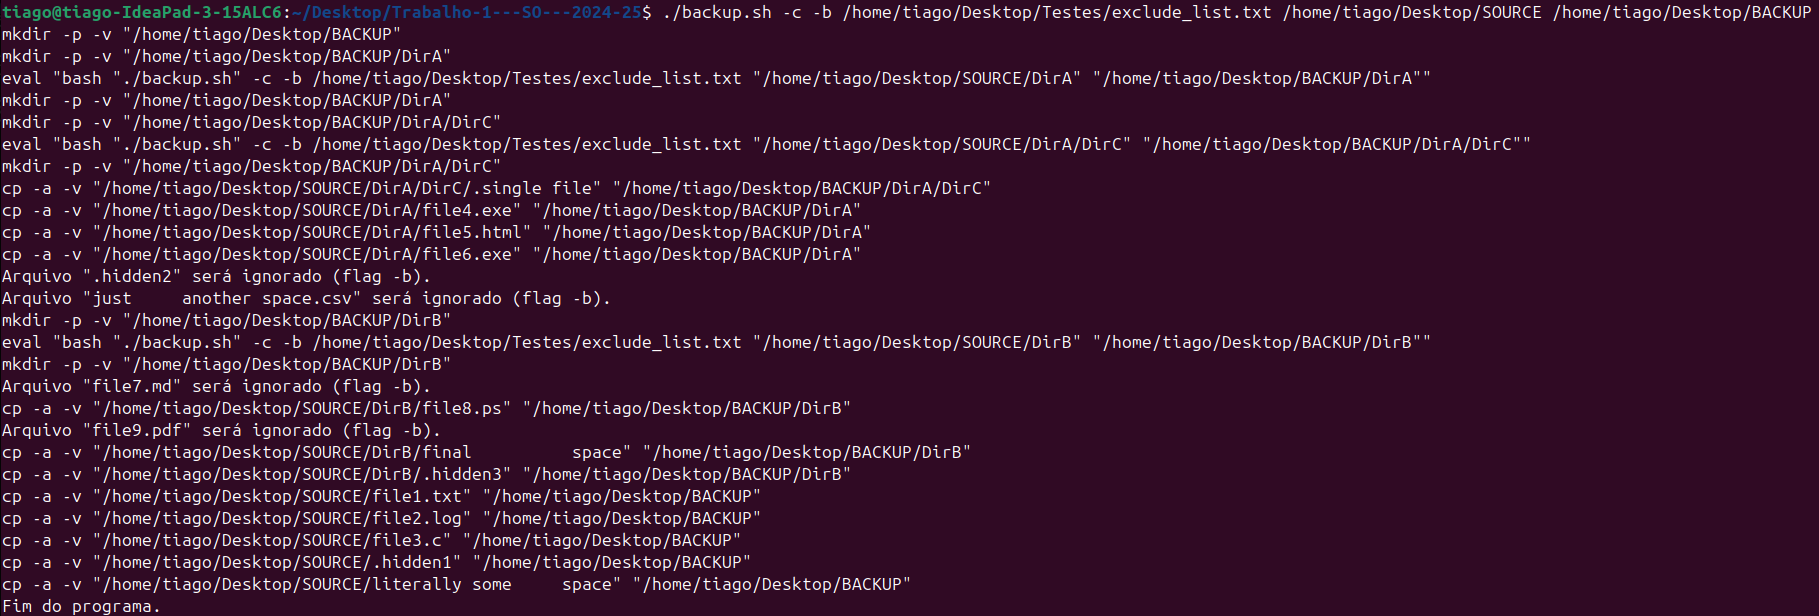 tiago@tiago-IdeaPad-3-15ALC6:~/Desktop/Trabalho-1---SO---2024-25$ ./backup.sh -c -b /home/tiago/Desktop/Testes/exclude_list.txt /home/tiago/Desktop/SOURCE /home/tiago/Desktop/BACKUP
mkdir -p -v "/home/tiago/Desktop/BACKUP"
mkdir -p -v "/home/tiago/Desktop/BACKUP/DirA"
eval "bash "./backup.sh" -c -b /home/tiago/Desktop/Testes/exclude_list.txt "/home/tiago/Desktop/SOURCE/DirA" "/home/tiago/Desktop/BACKUP/DirA""
mkdir -p -v "/home/tiago/Desktop/BACKUP/DirA"
mkdir -p -v "/home/tiago/Desktop/BACKUP/DirA/DirC"
eval "bash "./backup.sh" -c -b /home/tiago/Desktop/Testes/exclude_list.txt "/home/tiago/Desktop/SOURCE/DirA/DirC" "/home/tiago/Desktop/BACKUP/DirA/DirC""
mkdir -p -v "/home/tiago/Desktop/BACKUP/DirA/DirC"
cp -a -v "/home/tiago/Desktop/SOURCE/DirA/DirC/.single file" "/home/tiago/Desktop/BACKUP/DirA/DirC"
cp -a -v "/home/tiago/Desktop/SOURCE/DirA/file4.exe" "/home/tiago/Desktop/BACKUP/DirA"
cp -a -v "/home/tiago/Desktop/SOURCE/DirA/file5.html" "/home/tiago/Desktop/BACKUP/DirA"
cp -a -v "/home/tiago/Desktop/SOURCE/DirA/file6.exe" "/home/tiago/Desktop/BACKUP/DirA"
Arquivo ".hidden2" será ignorado (flag -b).
Arquivo "just     another space.csv" será ignorado (flag -b).
mkdir -p -v "/home/tiago/Desktop/BACKUP/DirB"
eval "bash "./backup.sh" -c -b /home/tiago/Desktop/Testes/exclude_list.txt "/home/tiago/Desktop/SOURCE/DirB" "/home/tiago/Desktop/BACKUP/DirB""
mkdir -p -v "/home/tiago/Desktop/BACKUP/DirB"
Arquivo "file7.md" será ignorado (flag -b).
cp -a -v "/home/tiago/Desktop/SOURCE/DirB/file8.ps" "/home/tiago/Desktop/BACKUP/DirB"
Arquivo "file9.pdf" será ignorado (flag -b).
cp -a -v "/home/tiago/Desktop/SOURCE/DirB/final          space" "/home/tiago/Desktop/BACKUP/DirB"
cp -a -v "/home/tiago/Desktop/SOURCE/DirB/.hidden3" "/home/tiago/Desktop/BACKUP/DirB"
cp -a -v "/home/tiago/Desktop/SOURCE/file1.txt" "/home/tiago/Desktop/BACKUP"
cp -a -v "/home/tiago/Desktop/SOURCE/file2.log" "/home/tiago/Desktop/BACKUP"
cp -a -v "/home/tiago/Desktop/SOURCE/file3.c" "/home/tiago/Desktop/BACKUP"
cp -a -v "/home/tiago/Desktop/SOURCE/.hidden1" "/home/tiago/Desktop/BACKUP"
cp -a -v "/home/tiago/Desktop/SOURCE/literally some     space" "/home/tiago/Desktop/BACKUP"
Fim do programa.